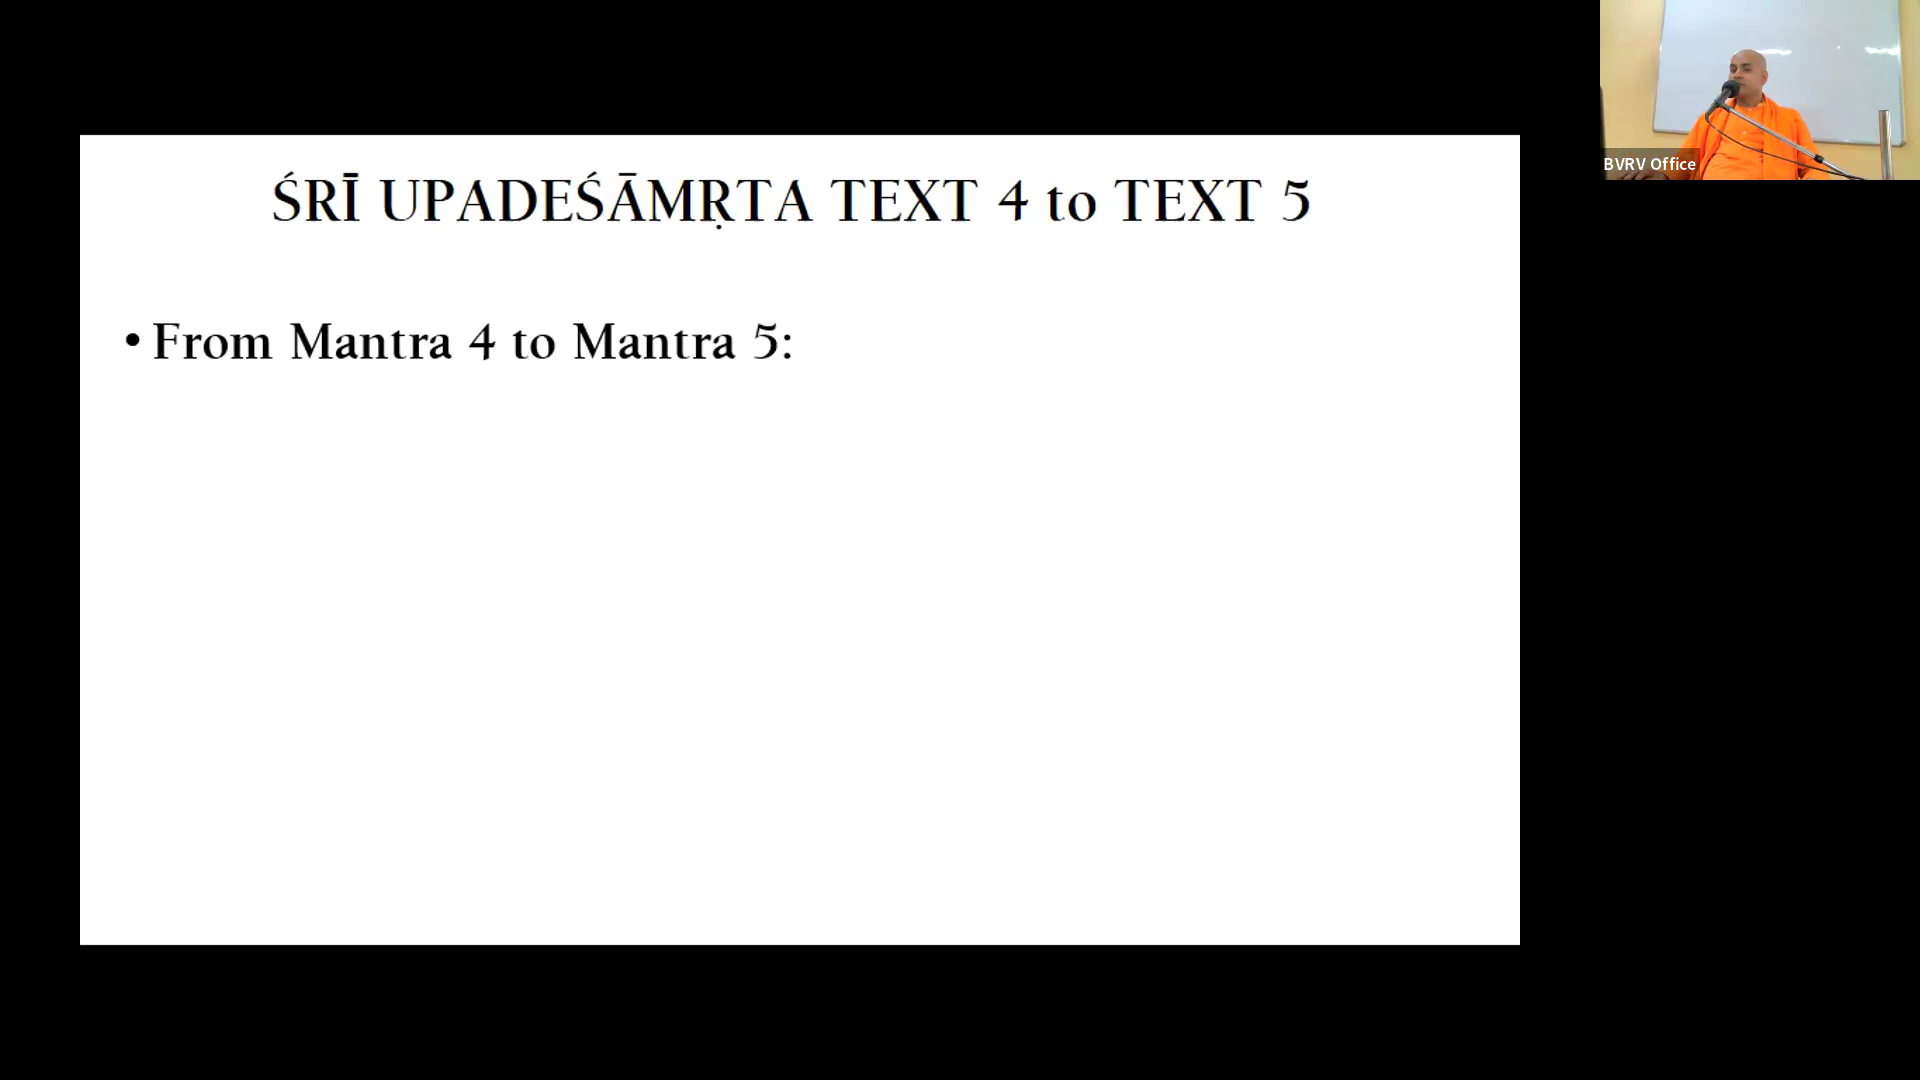 ŚRĪ UPADEŚĀMṚTA TEXT 4 to TEXT 5
• From Mantra 4 to Mantra 5:
BVRV Office